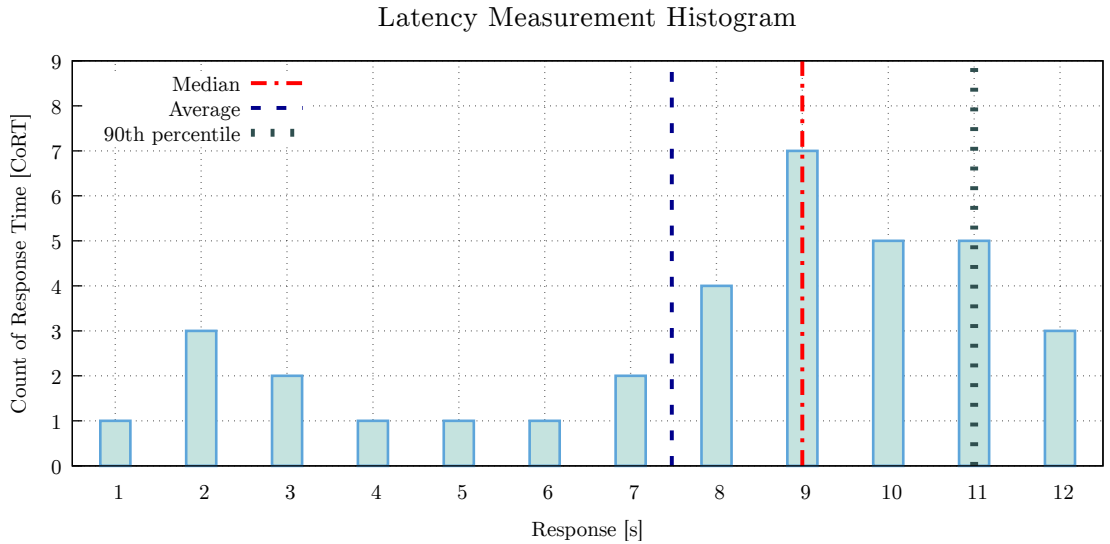 Latency Measurement Histogram
Count of Response Time [CoRT]
9
8
7
6
5
4
3
2
1
0
Median
Average
90th percentile
1 2 3 4 5 6 7 8 9 10 11 12
Response [s]